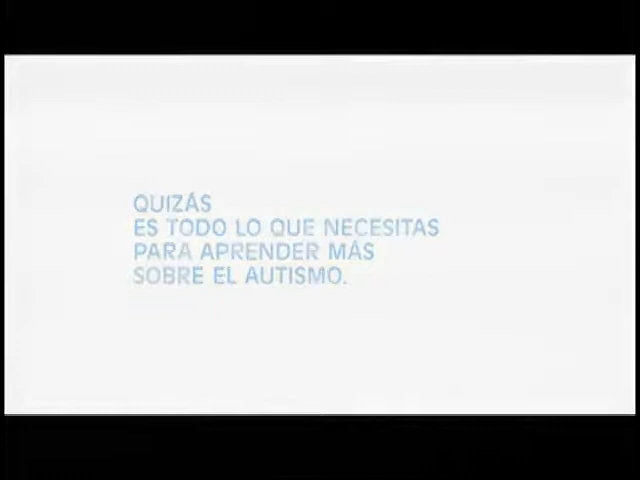 QUIZÁS
ES TODO LO QUE NECESITAS
PARA APRENDER MÁS
SOBRE EL AUTISMO.